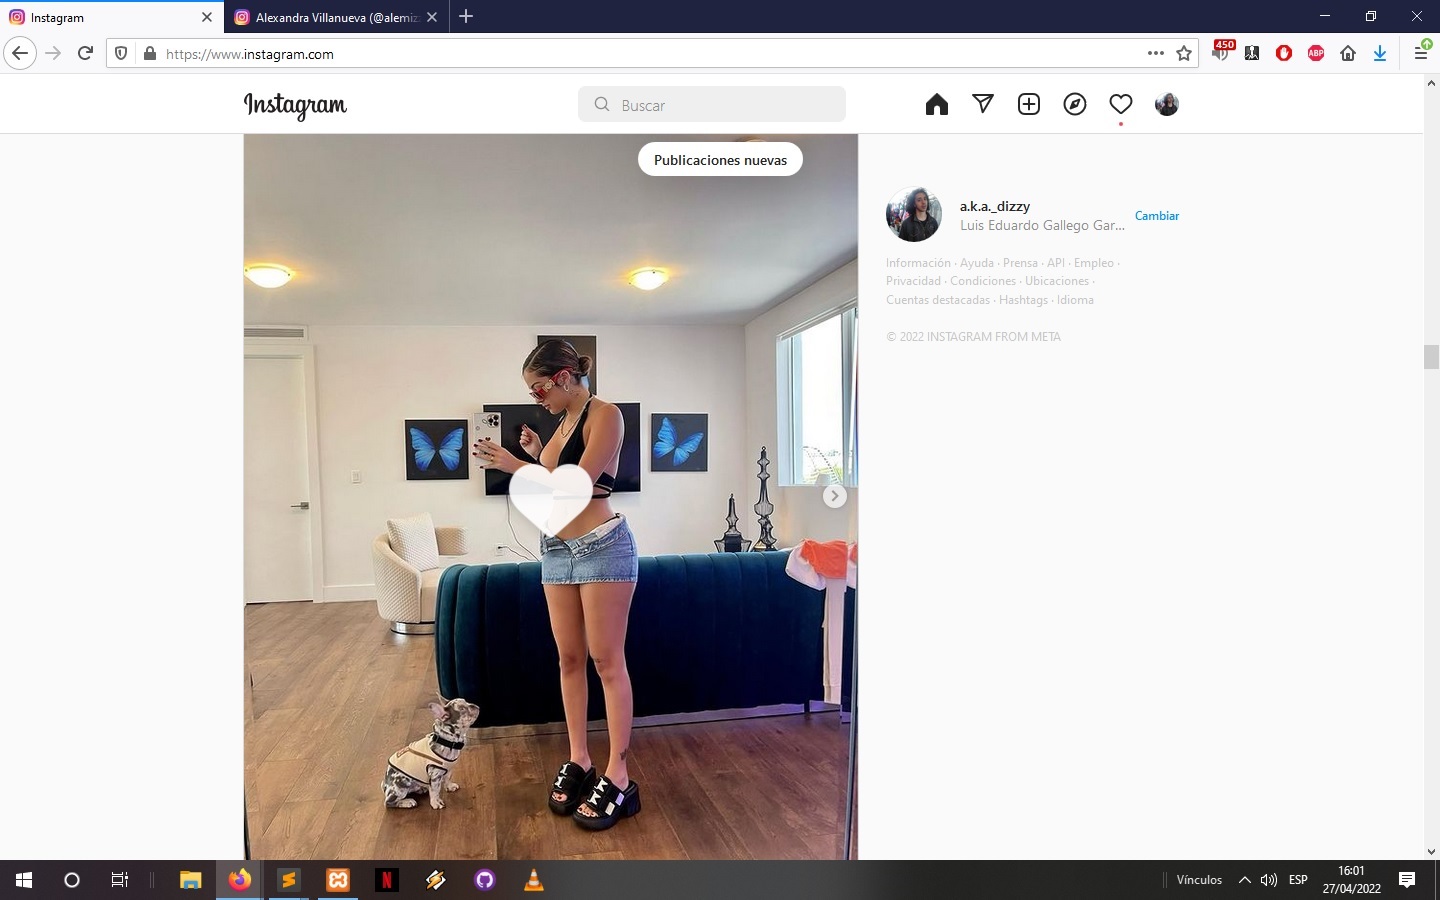 Instagram
Alexandra Villanueva (@alemiz
https://www.instagram.com
450
ABP
Instagram
Buscar
Publicaciones nuevas
a.k.a._dizzy
Luis Eduardo Gallego Gar...
Cambiar
Información · Ayuda · Prensa · API · Empleo ·
Privacidad · Condiciones · Ubicaciones ·
Cuentas destacadas · Hashtags · Idioma
© 2022 INSTAGRAM FROM META
Vínculos
ESP
16:01
27/04/2022